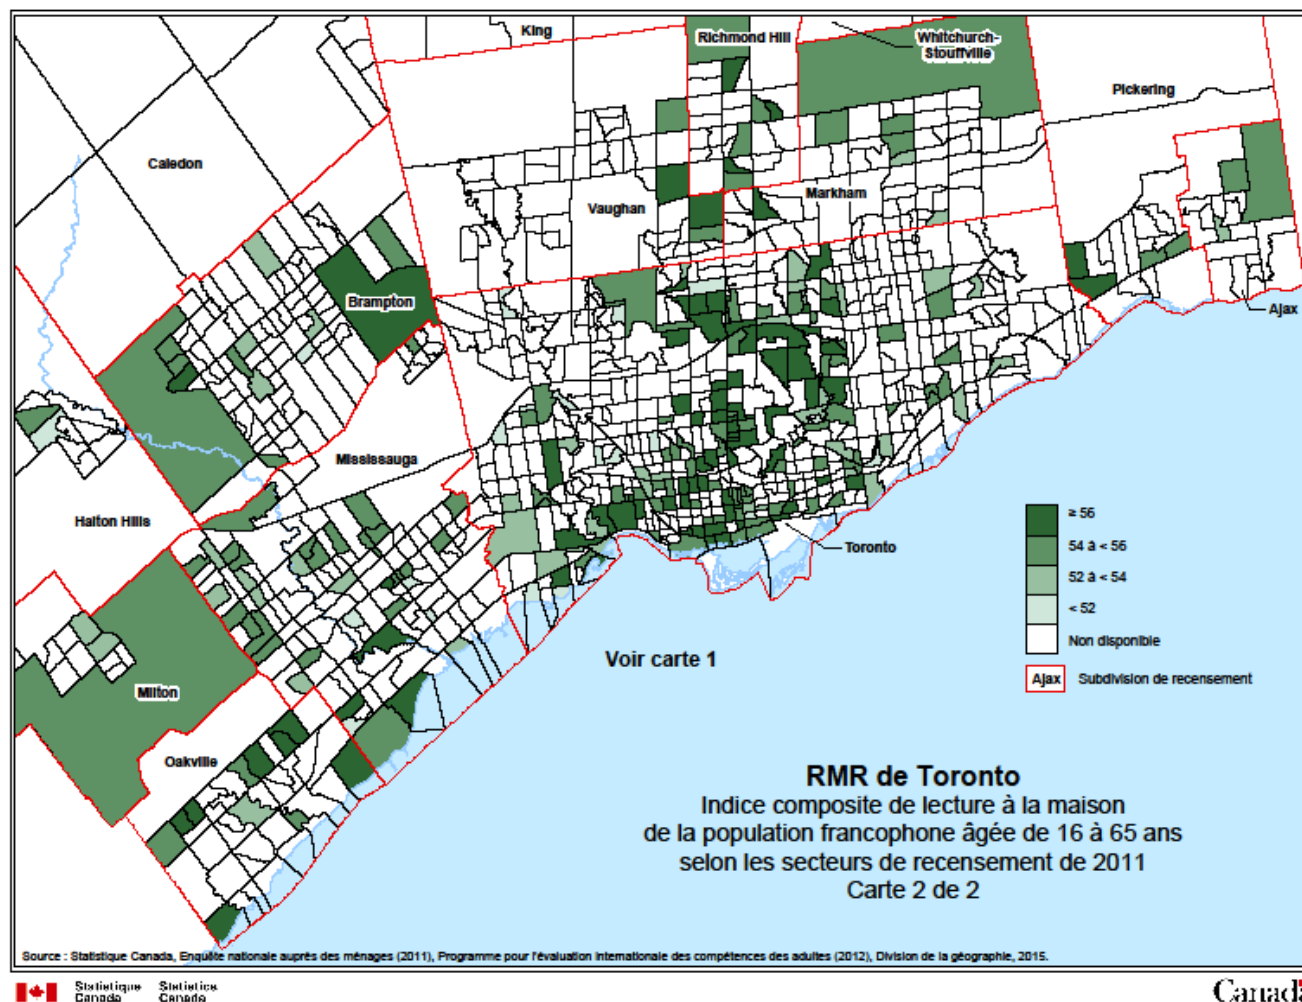 King
Richmond Hill
Whitchurch-
Stouffville
Pickering
Caledon
Vaughan
Markham
Brampton
Ajax
Mississauga
Halton Hills
Toronto
Milton
Oakville
≥ 56
54 à < 56
52 à < 54
< 52
Non disponible
Ajax Subdivision de recensement
Voir carte 1
RMR de Toronto
Indice composite de lecture à la maison
de la population francophone âgée de 16 à 65 ans
selon les secteurs de recensement de 2011
Carte 2 de 2
Source : Statistique Canada, Enquête nationale auprès des ménages (2011), Programme pour l'évaluation internationale des compétences des adultes (2012), Division de la géographie, 2015.
Statistique Statistics
Canada Canada
Canad